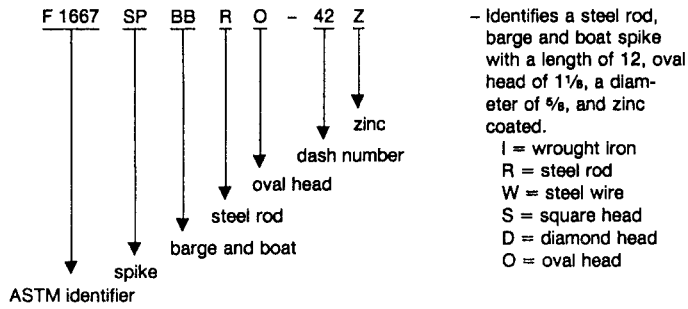 F 1667 SP BB R O - 42 Z
zinc
dash number
oval head
steel rod
barge and boat
spike
ASTM identifier
– Identifies a steel rod,
barge and boat spike
with a length of 12, oval
head of 1⅛, a diam-
eter of ⅝, and zinc
coated.
I = wrought iron
R = steel rod
W = steel wire
S = square head
D = diamond head
O = oval head